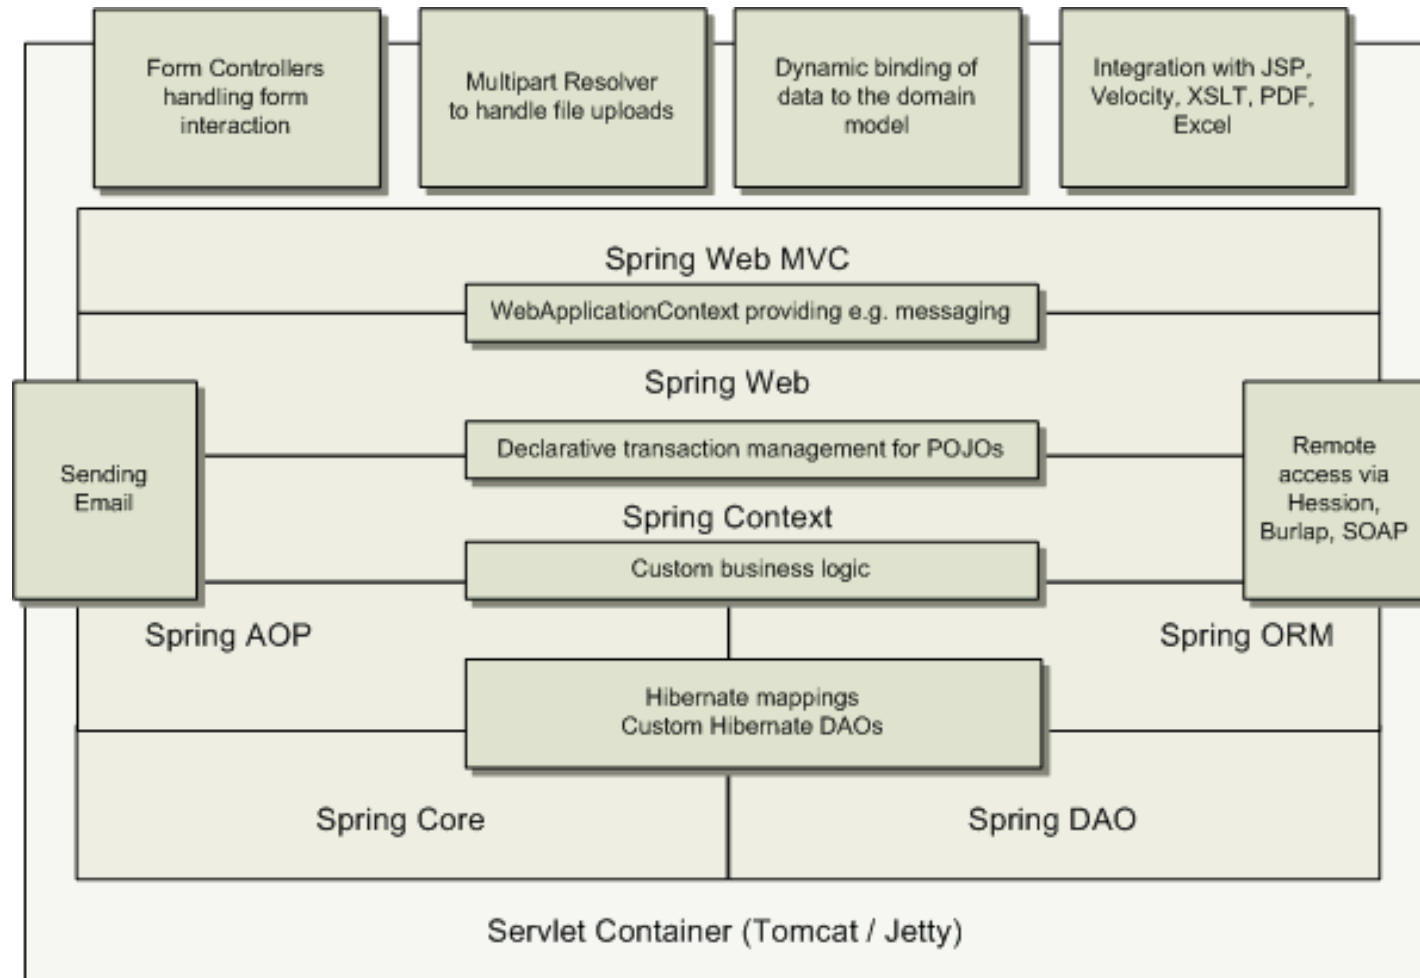 Form Controllers
handling form
interaction
Multipart Resolver
to handle file uploads
Dynamic binding of
data to the domain
model
Integration with JSP,
Velocity, XSLT, PDF,
Excel
Spring Web MVC
WebApplicationContext providing e.g. messaging
Spring Web
Declarative transaction management for POJOs
Sending
Email
Remote
access via
Hession,
Burlap, SOAP
Spring Context
Custom business logic
Spring AOP
Spring ORM
Hibernate mappings
Custom Hibernate DAOs
Spring Core
Spring DAO
Servlet Container (Tomcat / Jetty)